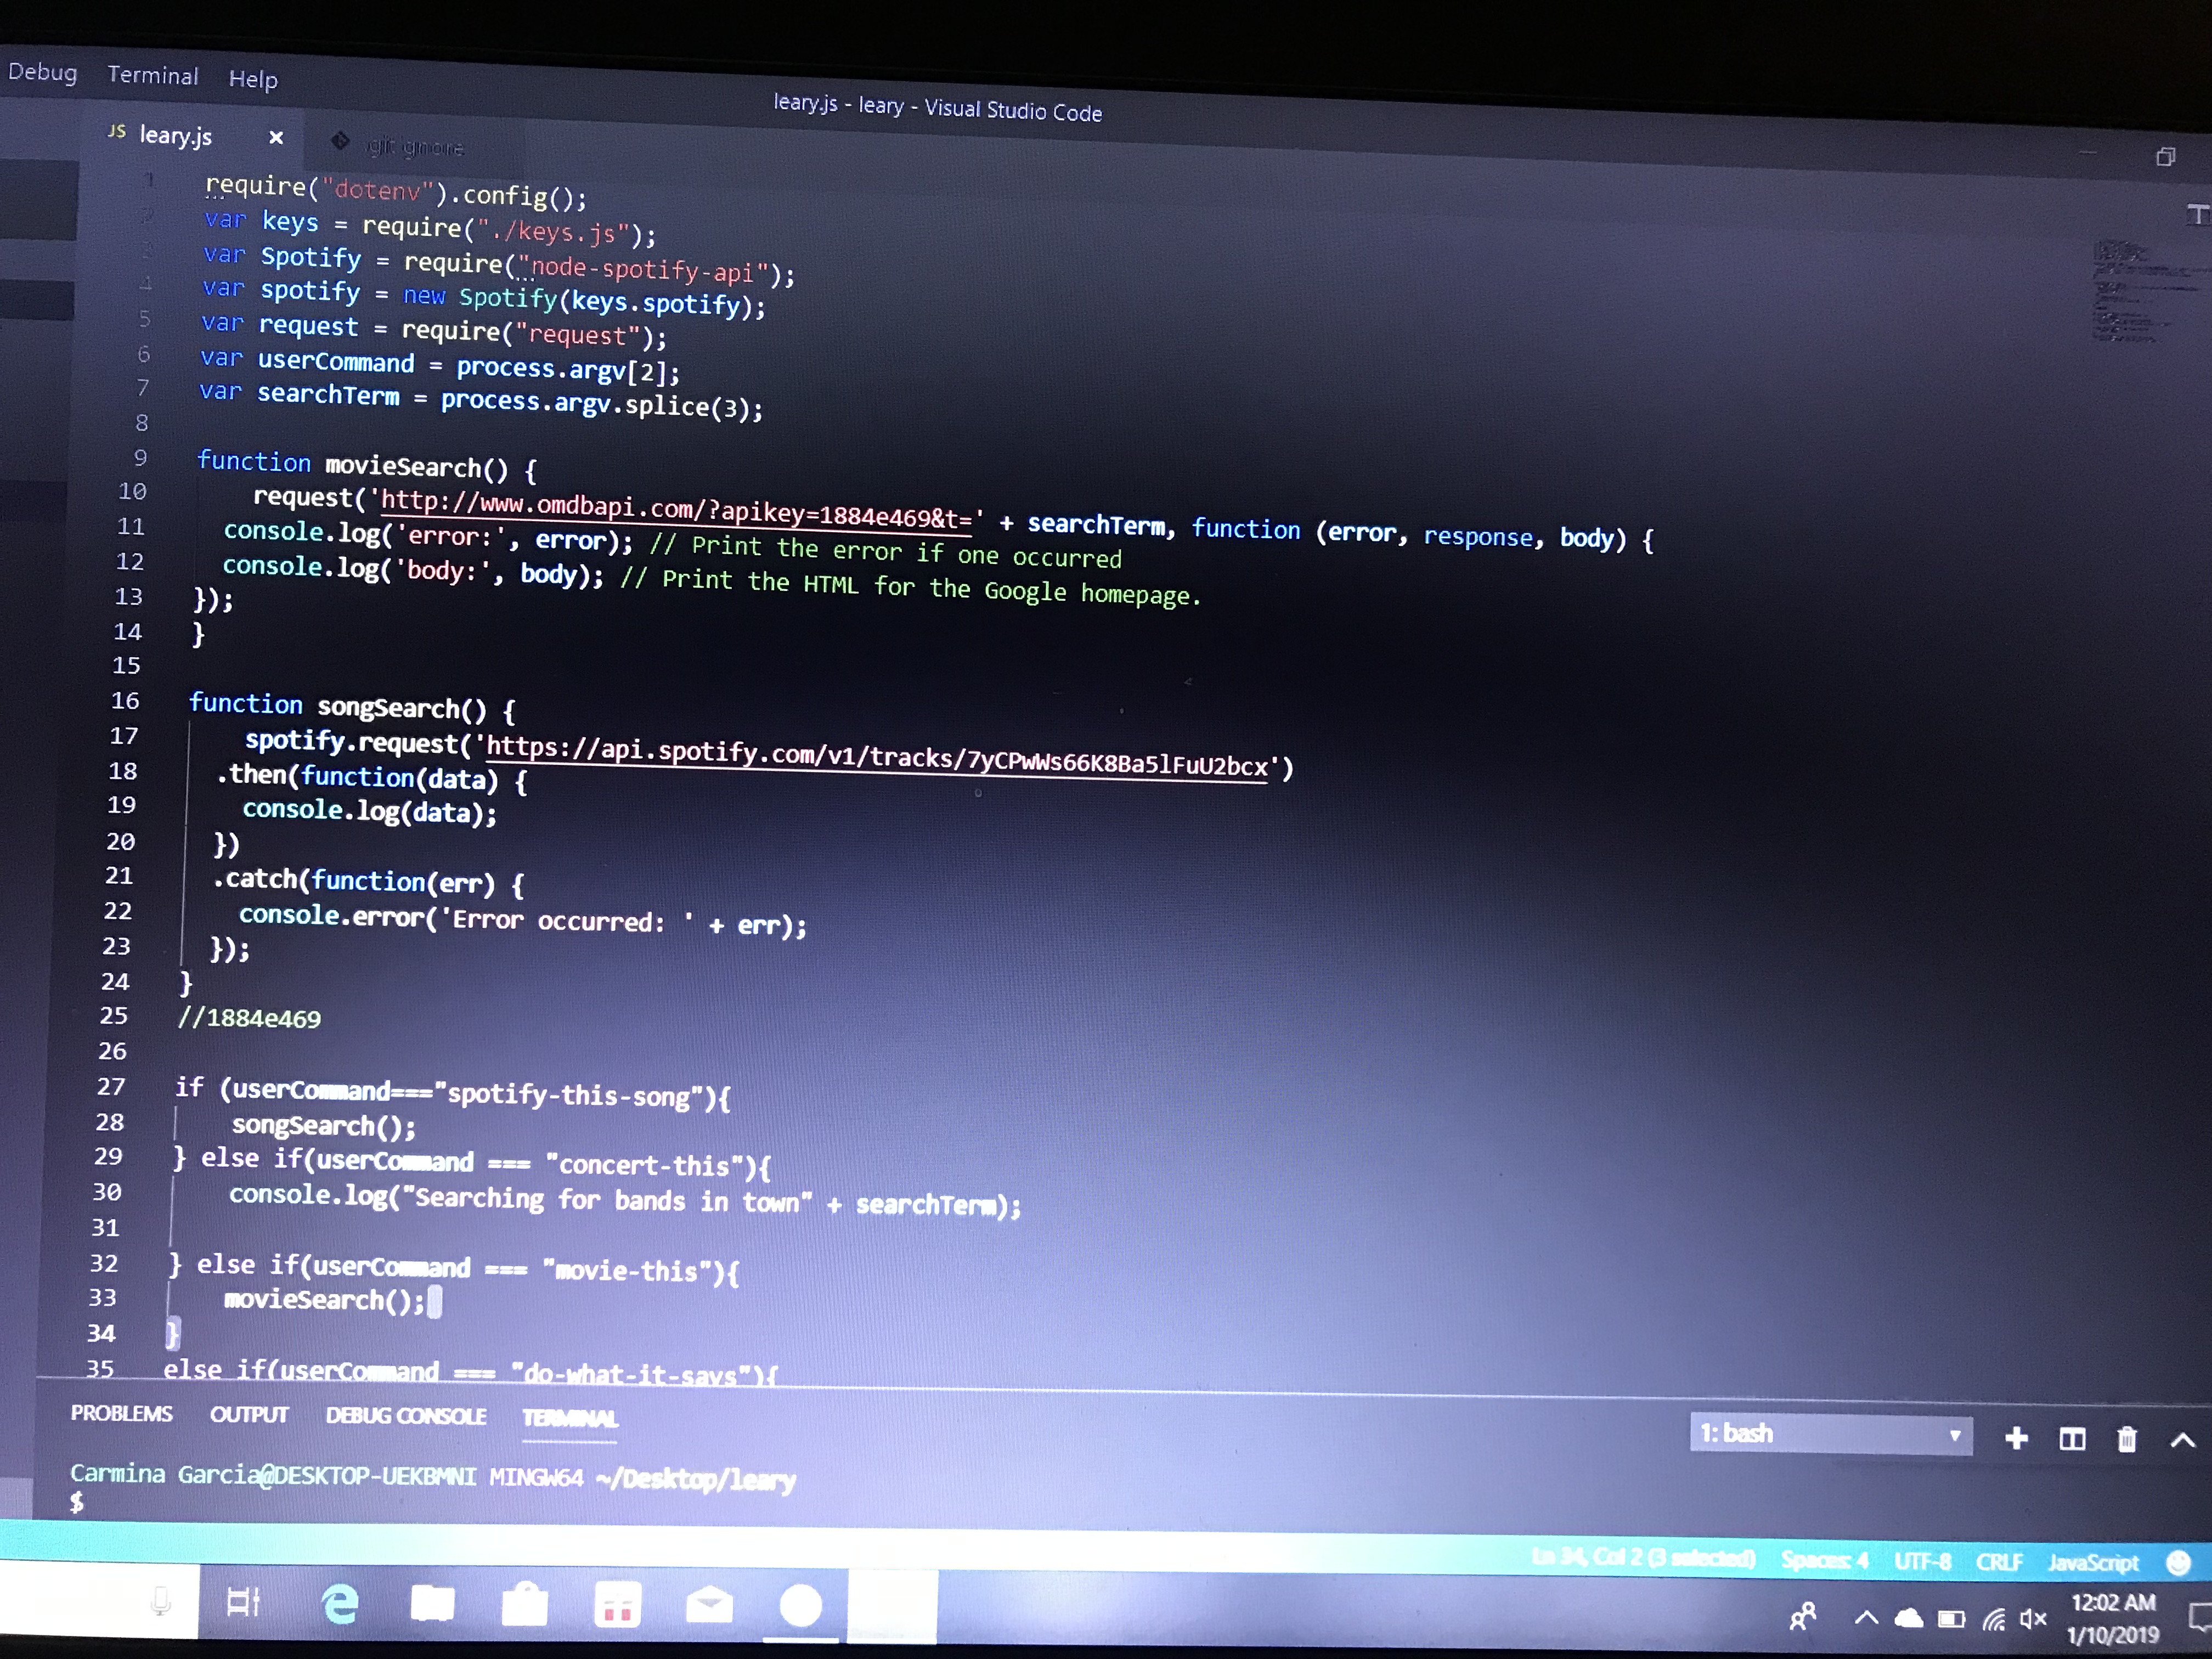 Debug Terminal Help
leary.js - leary - Visual Studio Code
JS leary.js ×
1 require("dotenv").config();
2 var keys = require("./keys.js");
3 var Spotify = require("node-spotify-api");
4 var spotify = new Spotify(keys.spotify);
5 var request = require("request");
6 var userCommand = process.argv[2];
7 var searchTerm = process.argv.splice(3);
8
9 function movieSearch() {
10 request('http://www.omdbapi.com/?apikey=1884e469&t=' + searchTerm, function (error, response, body) {
11 console.log('error:', error); // Print the error if one occurred
12 console.log('body:', body); // Print the HTML for the Google homepage.
13 });
14 }
15
16 function songSearch() {
17 spotify.request('https://api.spotify.com/v1/tracks/7yCPwWs66K8Ba5lFuU2bcx')
18 .then(function(data) {
19 console.log(data);
20 })
21 .catch(function(err) {
22 console.error('Error occurred: ' + err);
23 });
24 }
25 //1884e469
26
27 if (userCommand==="spotify-this-song"){
28 songSearch();
29 } else if(userCommand === "concert-this"){
30 console.log("Searching for bands in town" + searchTerm);
31
32 } else if(userCommand === "movie-this"){
33 movieSearch();
34 }
35 else if(userCommand === "do-what-it-says"){
PROBLEMS OUTPUT DEBUG CONSOLE TERMINAL
1: bash
Carmina Garcia@DESKTOP-UEKBMNI MINGW64 ~/Desktop/leary
$
Ln 34, Col 2 (3 selected) Spaces: 4 UTF-8 CRLF JavaScript
12:02 AM
1/10/2019